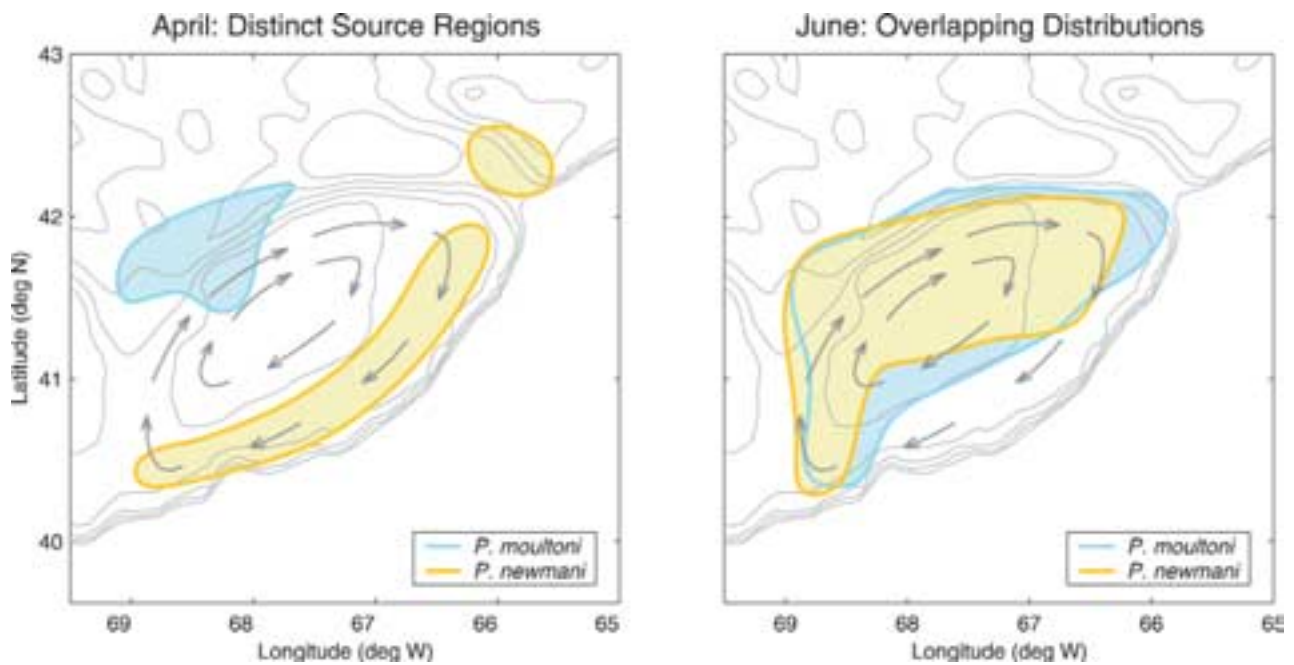 April: Distinct Source Regions
43
42
41
40
Latitude (deg N)
69 68 67 66 65
Longitude (deg W)
P. moultoni
P. newmani
June: Overlapping Distributions
69 68 67 66 65
Longitude (deg W)
P. moultoni
P. newmani